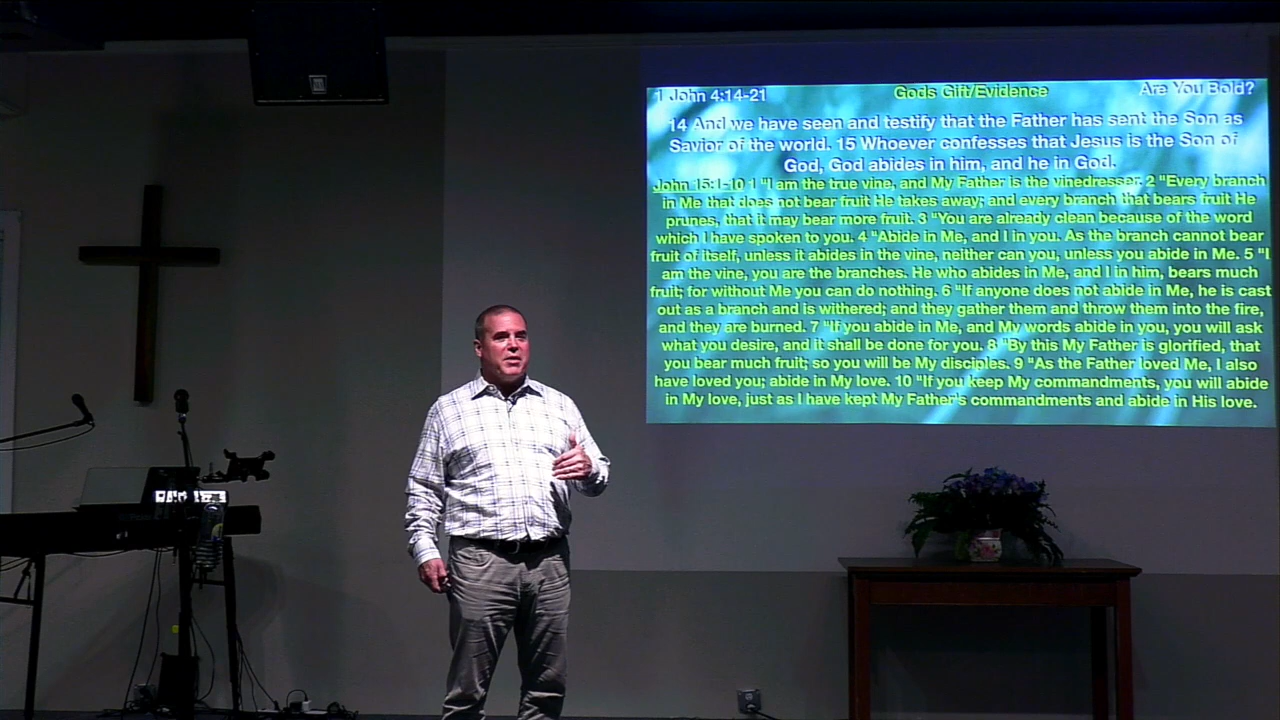 1 John 4:14-21 Gods Gift/Evidence Are You Bold?
14 And we have seen and testify that the Father has sent the Son as
Savior of the world. 15 Whoever confesses that Jesus is the Son of
God, God abides in him, and he in God.
John 15:1-10 1 "I am the true vine, and My Father is the vinedresser. 2 "Every branch
in Me that does not bear fruit He takes away; and every branch that bears fruit He
prunes, that it may bear more fruit. 3 "You are already clean because of the word
which I have spoken to you. 4 "Abide in Me, and I in you. As the branch cannot bear
fruit of itself, unless it abides in the vine, neither can you, unless you abide in Me. 5 "I
am the vine, you are the branches. He who abides in Me, and I in him, bears much
fruit; for without Me you can do nothing. 6 "If anyone does not abide in Me, he is cast
out as a branch and is withered; and they gather them and throw them into the fire,
and they are burned. 7 "If you abide in Me, and My words abide in you, you will ask
what you desire, and it shall be done for you. 8 "By this My Father is glorified, that
you bear much fruit; so you will be My disciples. 9 "As the Father loved Me, I also
have loved you; abide in My love. 10 "If you keep My commandments, you will abide
in My love, just as I have kept My Father's commandments and abide in His love.